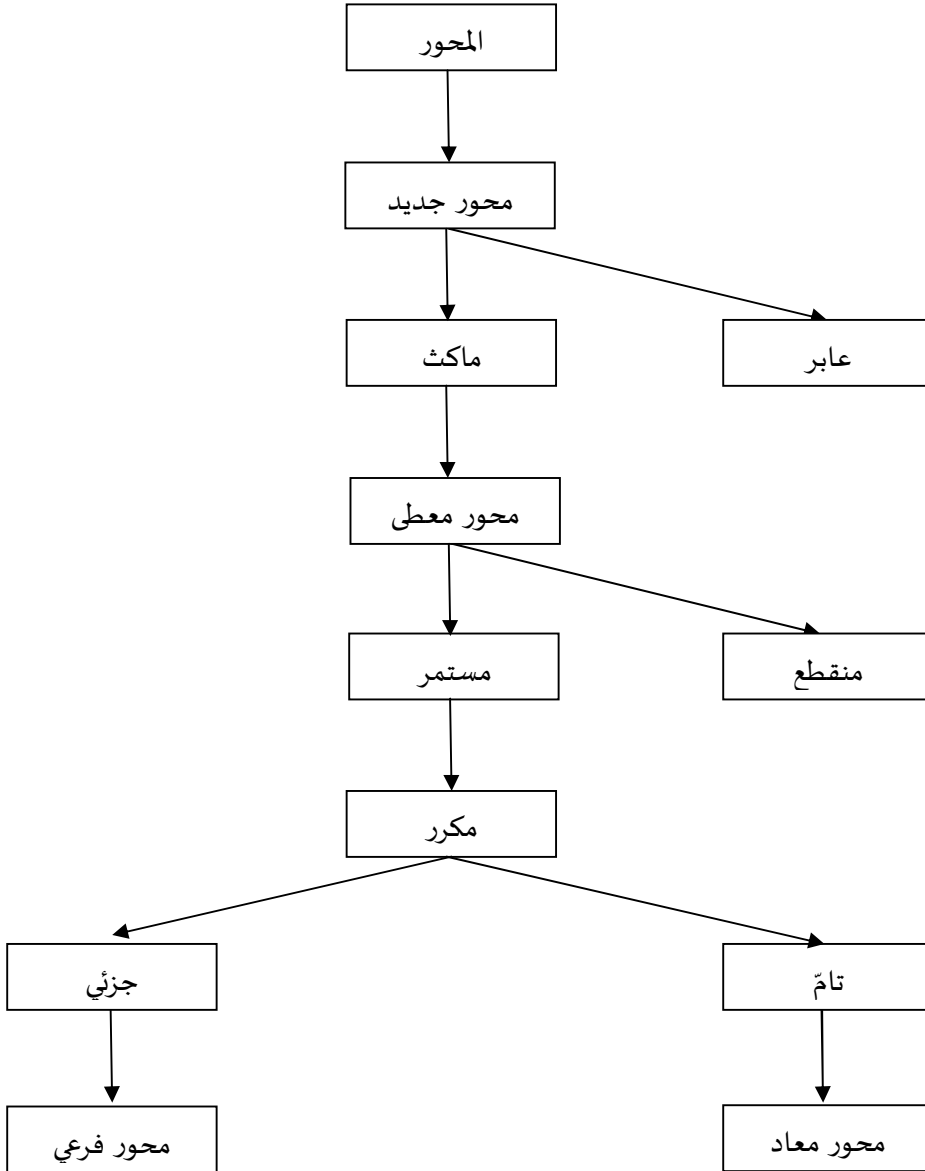 المحور
محور جديد
عابر
ماكث
محور معطى
منقطع
مستمر
مكرر
تامّ
جزئي
محور معاد
محور فرعي